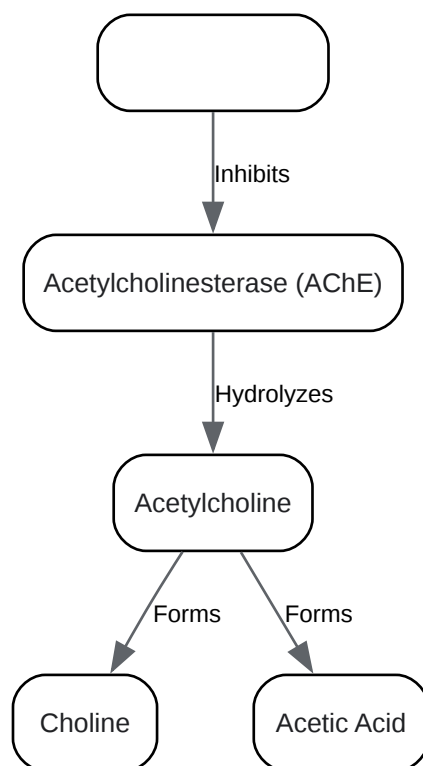 Inhibits
Acetylcholinesterase (AChE)
Hydrolyzes
Acetylcholine
Forms
Forms
Choline
Acetic Acid